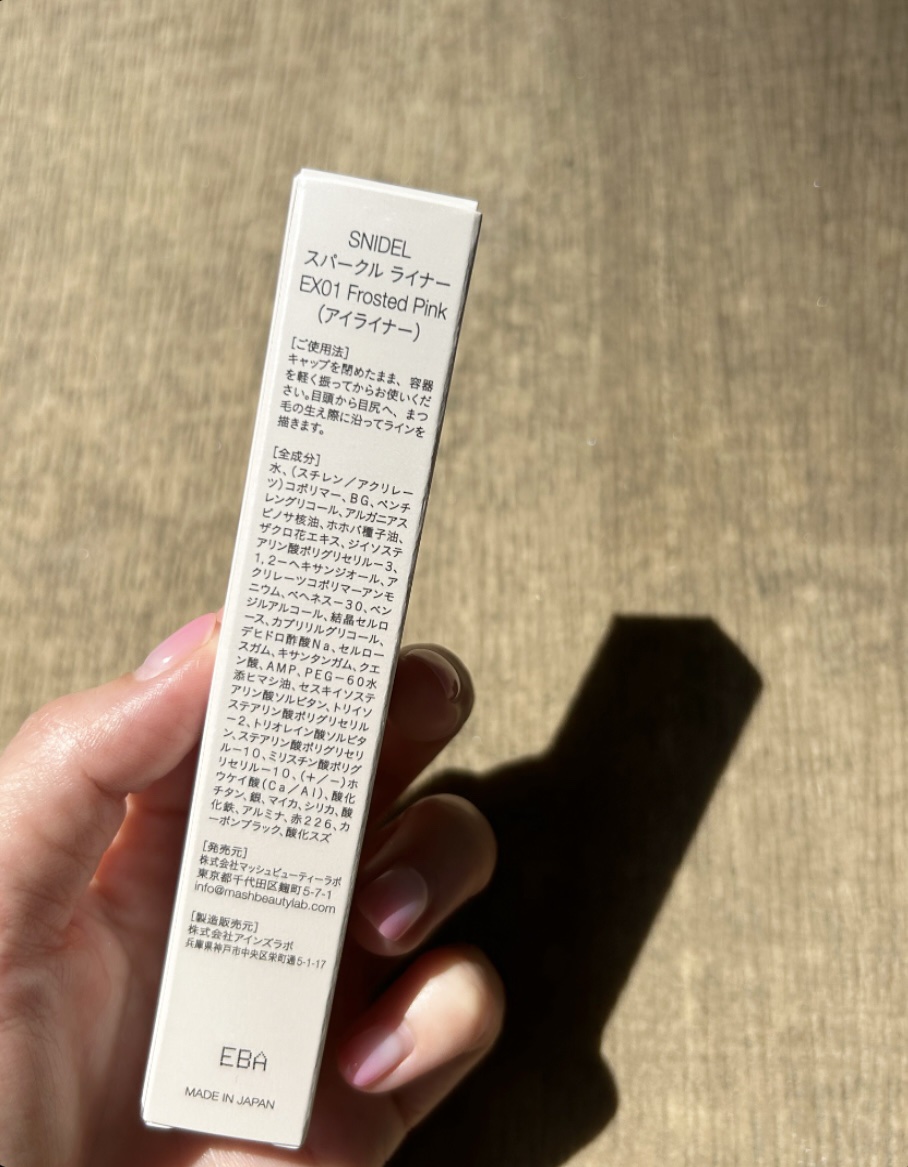 SNIDEL
スパークル ライナー
EX01 Frosted Pink
(アイライナー)
[ご使用法]
キャップを閉めたまま、容器
を軽く振ってからお使いくだ
さい。目頭から目尻へ、まつ
毛の生え際に沿ってラインを
描きます。
[全成分]
水、(スチレン／アクリレー
ツ)コポリマー、BG、ペンチ
レングリコール、アルガニアス
ピノサ核油、ホホバ種子油、
ザクロ花エキス、ジイソステ
アリン酸ポリグリセリルー3、
1,2ーヘキサンジオール、ア
クリレーツコポリマーアンモ
ニウム、ベヘネスー30、ベン
ジルアルコール、結晶セルロ
ース、カプリリルグリコール、
デヒドロ酢酸Na、セルロー
スガム、キサンタンガム、クエ
ン酸、AMP、PEGー60水
添ヒマシ油、セスキイソステ
アリン酸ソルビタン、トリイソ
ステアリン酸ポリグリセリル
ー2、トリオレイン酸ソルビタ
ン、ステアリン酸ポリグリセリ
ルー10、ミリスチン酸ポリグ
リセリルー10、(+／−)ホ
ウケイ酸(Ca／Al)、酸化
チタン、銀、マイカ、シリカ、酸
化鉄、アルミナ、赤226、カ
ーボンブラック、酸化スズ
[発売元]
株式会社マッシュビューティーラボ
東京都千代田区麹町5-7-1
info@mashbeautylab.com
[製造販売元]
株式会社アインズラボ
兵庫県神戸市中央区栄町通5-1-17
EBA
MADE IN JAPAN